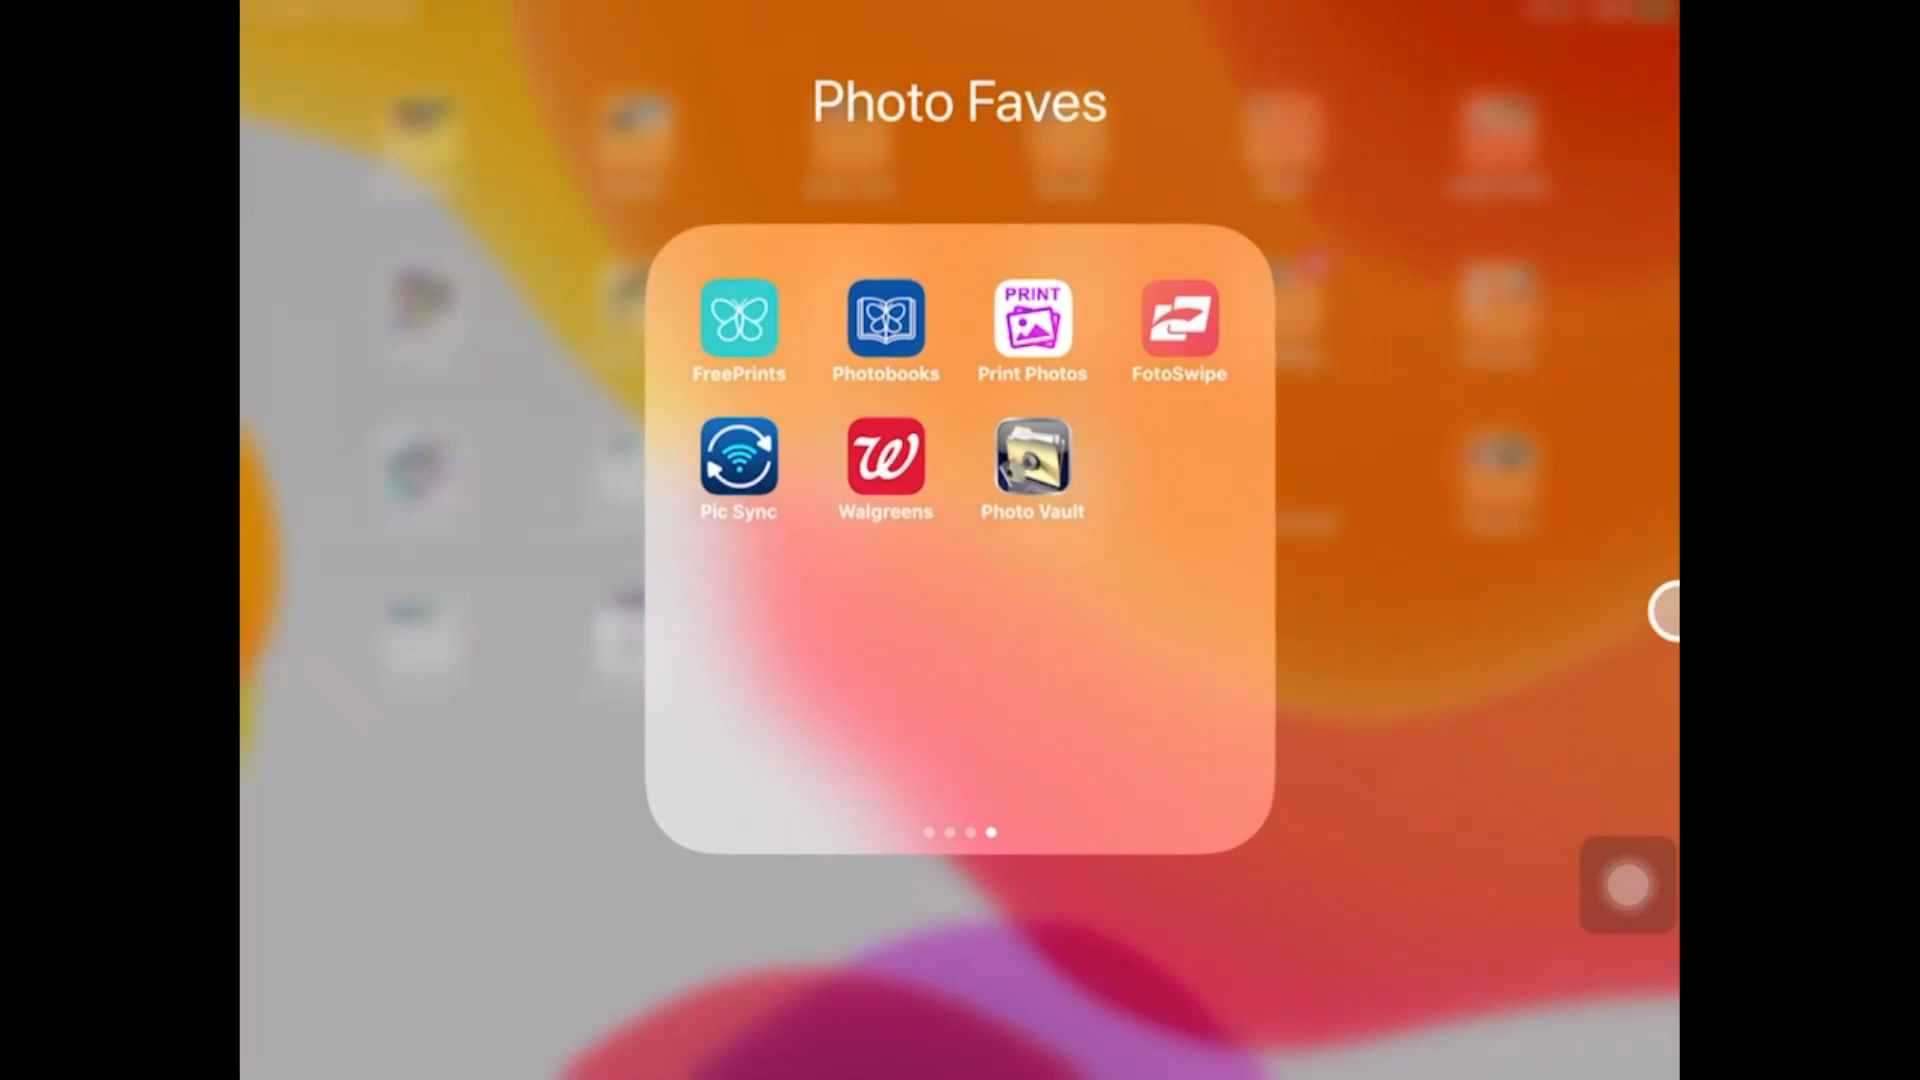 Photo Faves
PRINT
FreePrints Photobooks Print Photos FotoSwipe
Pic Sync Walgreens Photo Vault